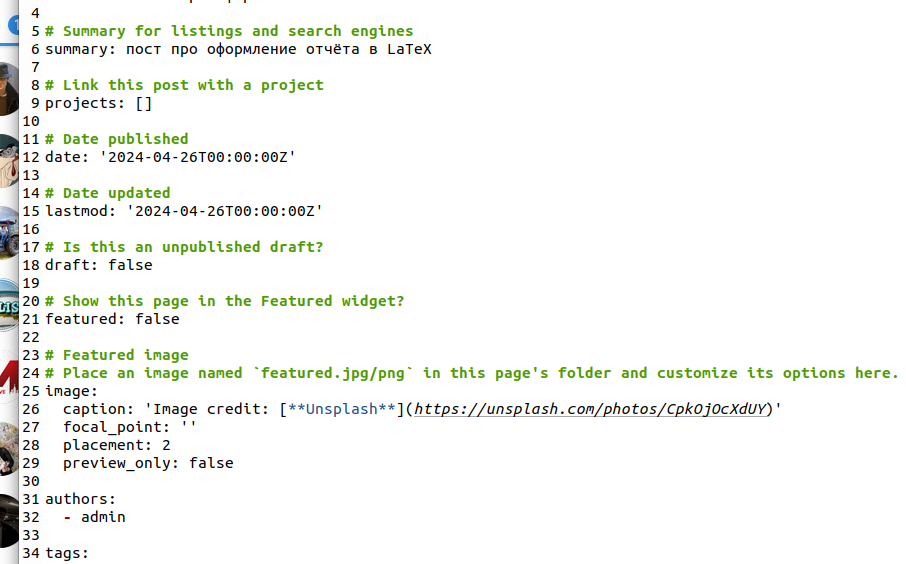 4
5 # Summary for listings and search engines
6 summary: пост про оформление отчёта в LaTeX
7
8 # Link this post with a project
9 projects: []
10
11 # Date published
12 date: '2024-04-26T00:00:00Z'
13
14 # Date updated
15 lastmod: '2024-04-26T00:00:00Z'
16
17 # Is this an unpublished draft?
18 draft: false
19
20 # Show this page in the Featured widget?
21 featured: false
22
23 # Featured image
24 # Place an image named `featured.jpg/png` in this page's folder and customize its options here.
25 image:
26   caption: 'Image credit: [**Unsplash**](https://unsplash.com/photos/CpkOjOcXdUY)'
27   focal_point: ''
28   placement: 2
29   preview_only: false
30
31 authors:
32   - admin
33
34 tags: